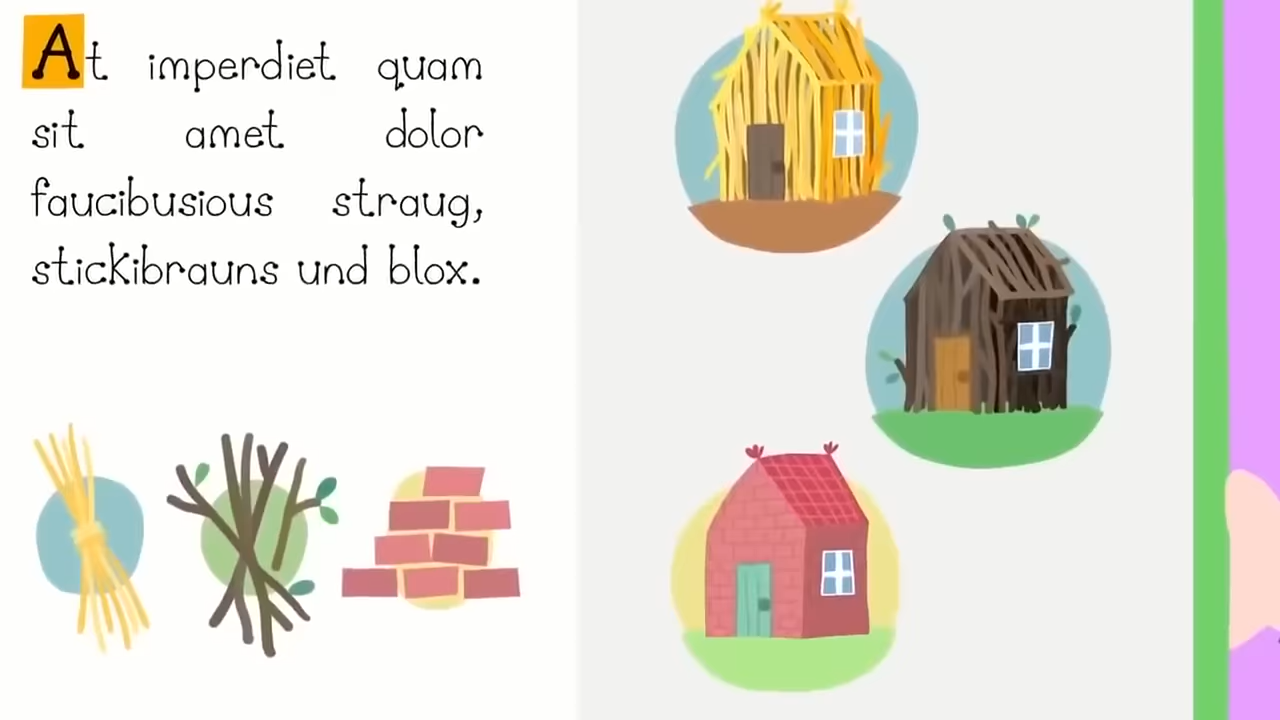 At imperdiet quam
sit amet dolor
faucibusious straug,
stickibrauns und blox.